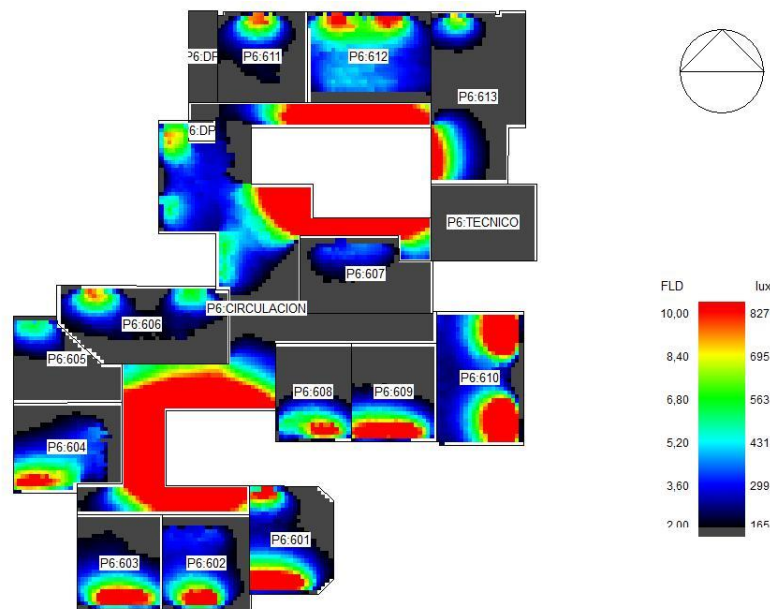 P6:DP
P6:611
P6:612
P6:613
P6:DP
P6:TECNICO
P6:607
P6:CIRCULACION
P6:606
P6:605
P6:608
P6:609
P6:610
P6:604
P6:603
P6:602
P6:601
FLD lux
10,00 827
8,40 695
6,80 563
5,20 431
3,60 299
2,00 165